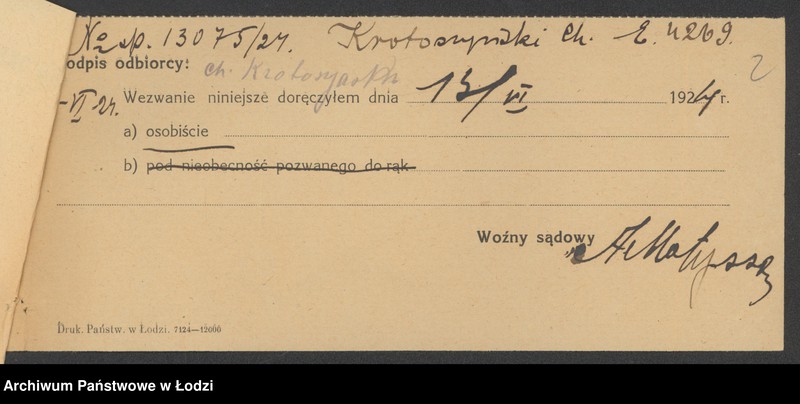 № sp. 13075/24. Krotoszyński Ch. E. 4269.
odpis odbiorcy: Ch. Krotoszyński
2
-VI 24. Wezwanie niniejsze doręczyłem dnia 13/VI 1924 r.
a) osobiście
b) pod nieobecność pozwanego do rąk
Woźny sądowy
Druk. Państw. w Łodzi. 7124—12000
Archiwum Państwowe w Łodzi